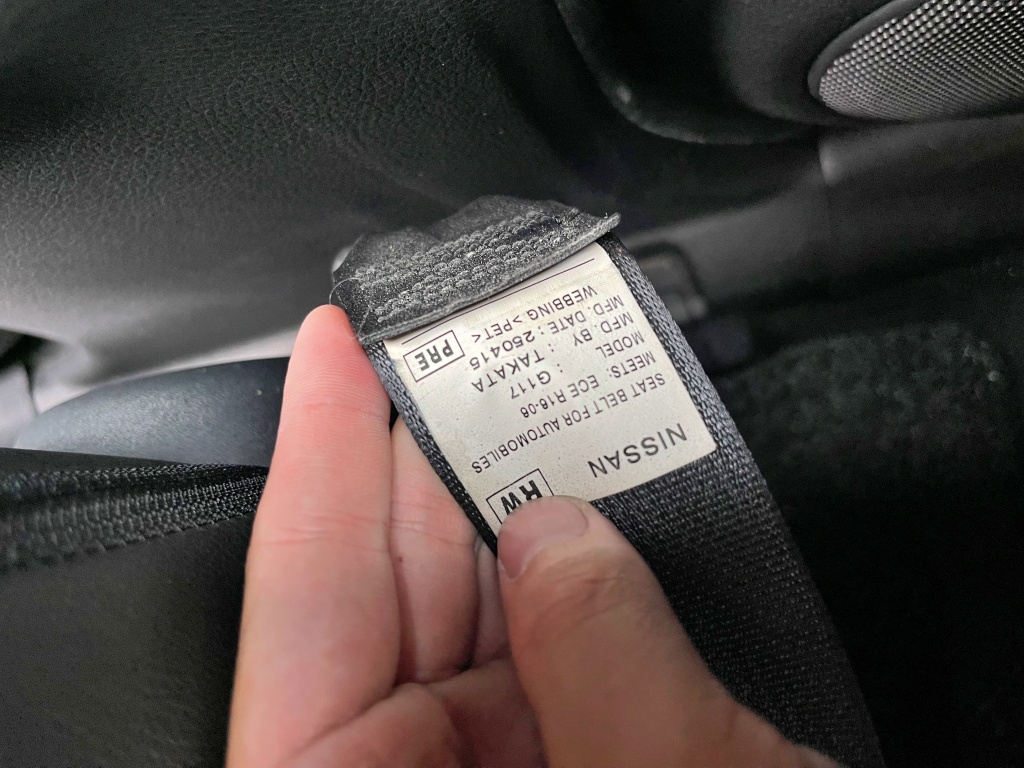 NISSAN
RW
SEAT BELT FOR AUTOMOBILES
MEETS: ECE R16-06
MODEL : G117
MFD. BY : TAKATA
MFD. DATE : 250416
WEBBING >PET<
PRE